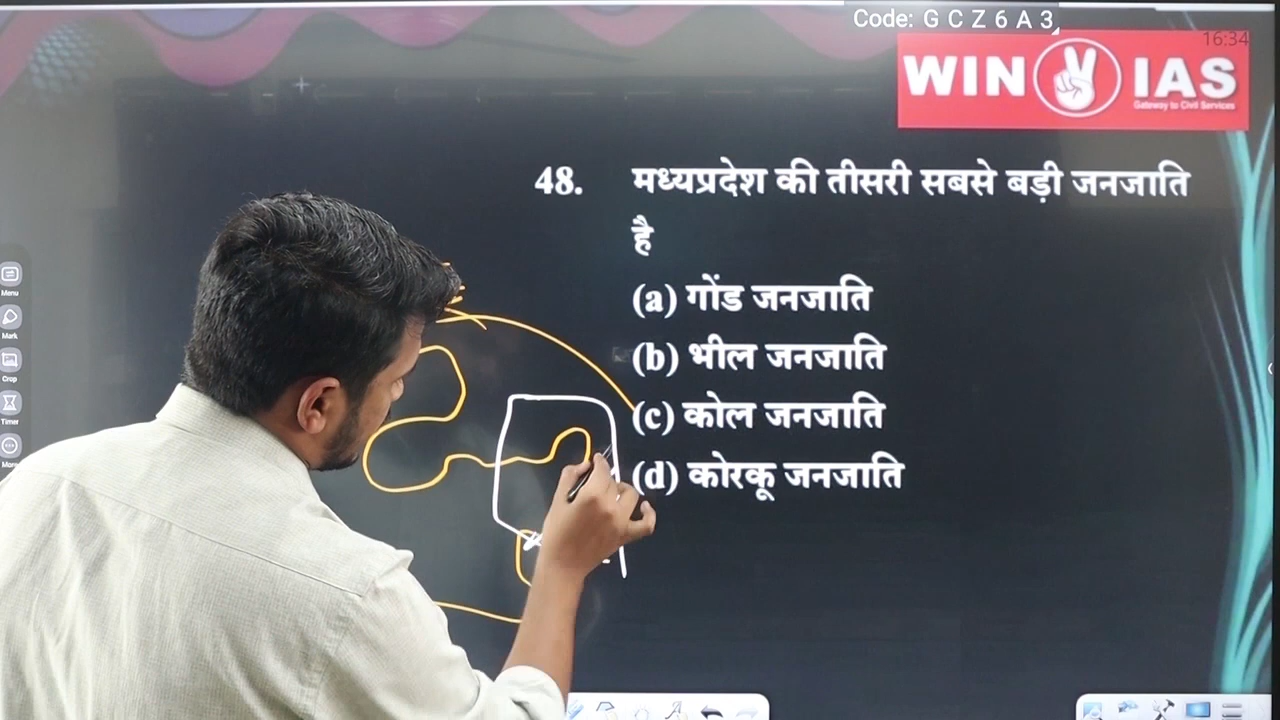 Code: G C Z 6 A 3
16:34
WIN IAS
Gateway to Civil Services
48. मध्यप्रदेश की तीसरी सबसे बड़ी जनजाति
है
(a) गोंड जनजाति
(b) भील जनजाति
(c) कोल जनजाति
(d) कोरकू जनजाति
Menu
Mark
Crop
Timer
More